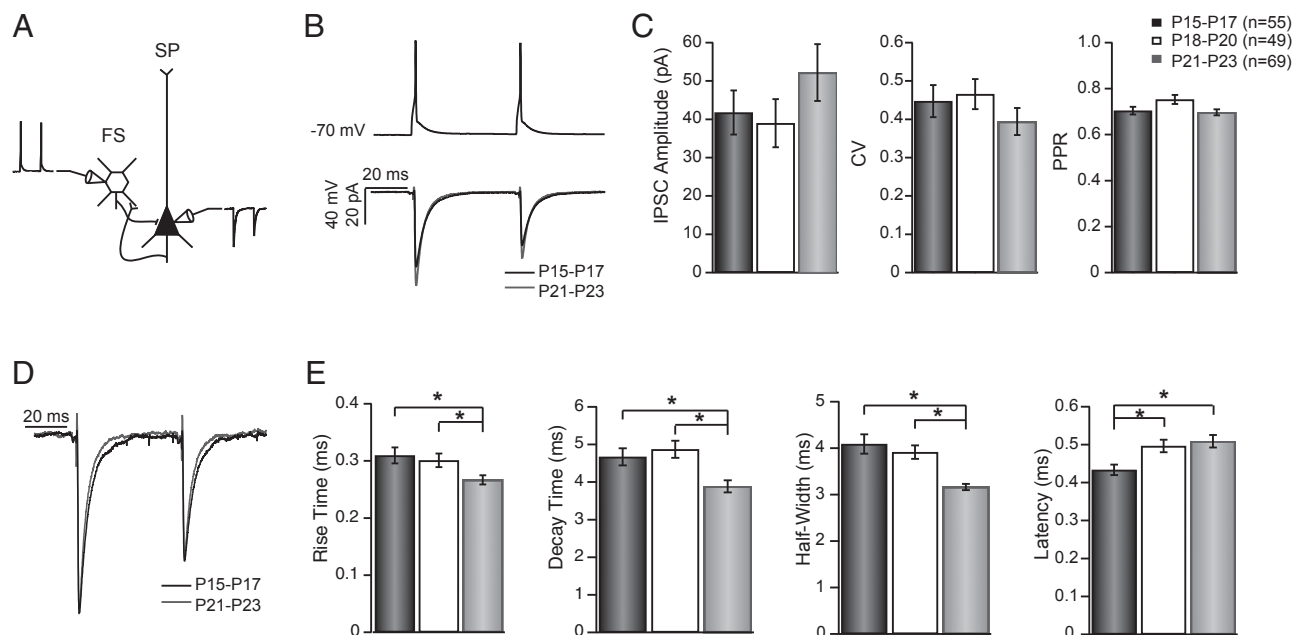 A
SP
FS
B
-70 mV
20 ms
40 mV
20 pA
P15-P17
P21-P23
C
P15-P17 (n=55)
P18-P20 (n=49)
P21-P23 (n=69)
IPSC Amplitude (pA)
60
50
40
30
20
10
0
CV
0.6
0.5
0.4
0.3
0.2
0.1
0
PPR
1.0
0.8
0.6
0.4
0.2
0
D
20 ms
P15-P17
P21-P23
E
Rise Time (ms)
0.4
0.3
0.2
0.1
0
* *
Decay Time (ms)
6
5
4
3
2
1
0
* *
Half-Width (ms)
5
4
3
2
1
0
* *
Latency (ms)
0.6
0.5
0.4
0.3
0.2
0.1
0
* *